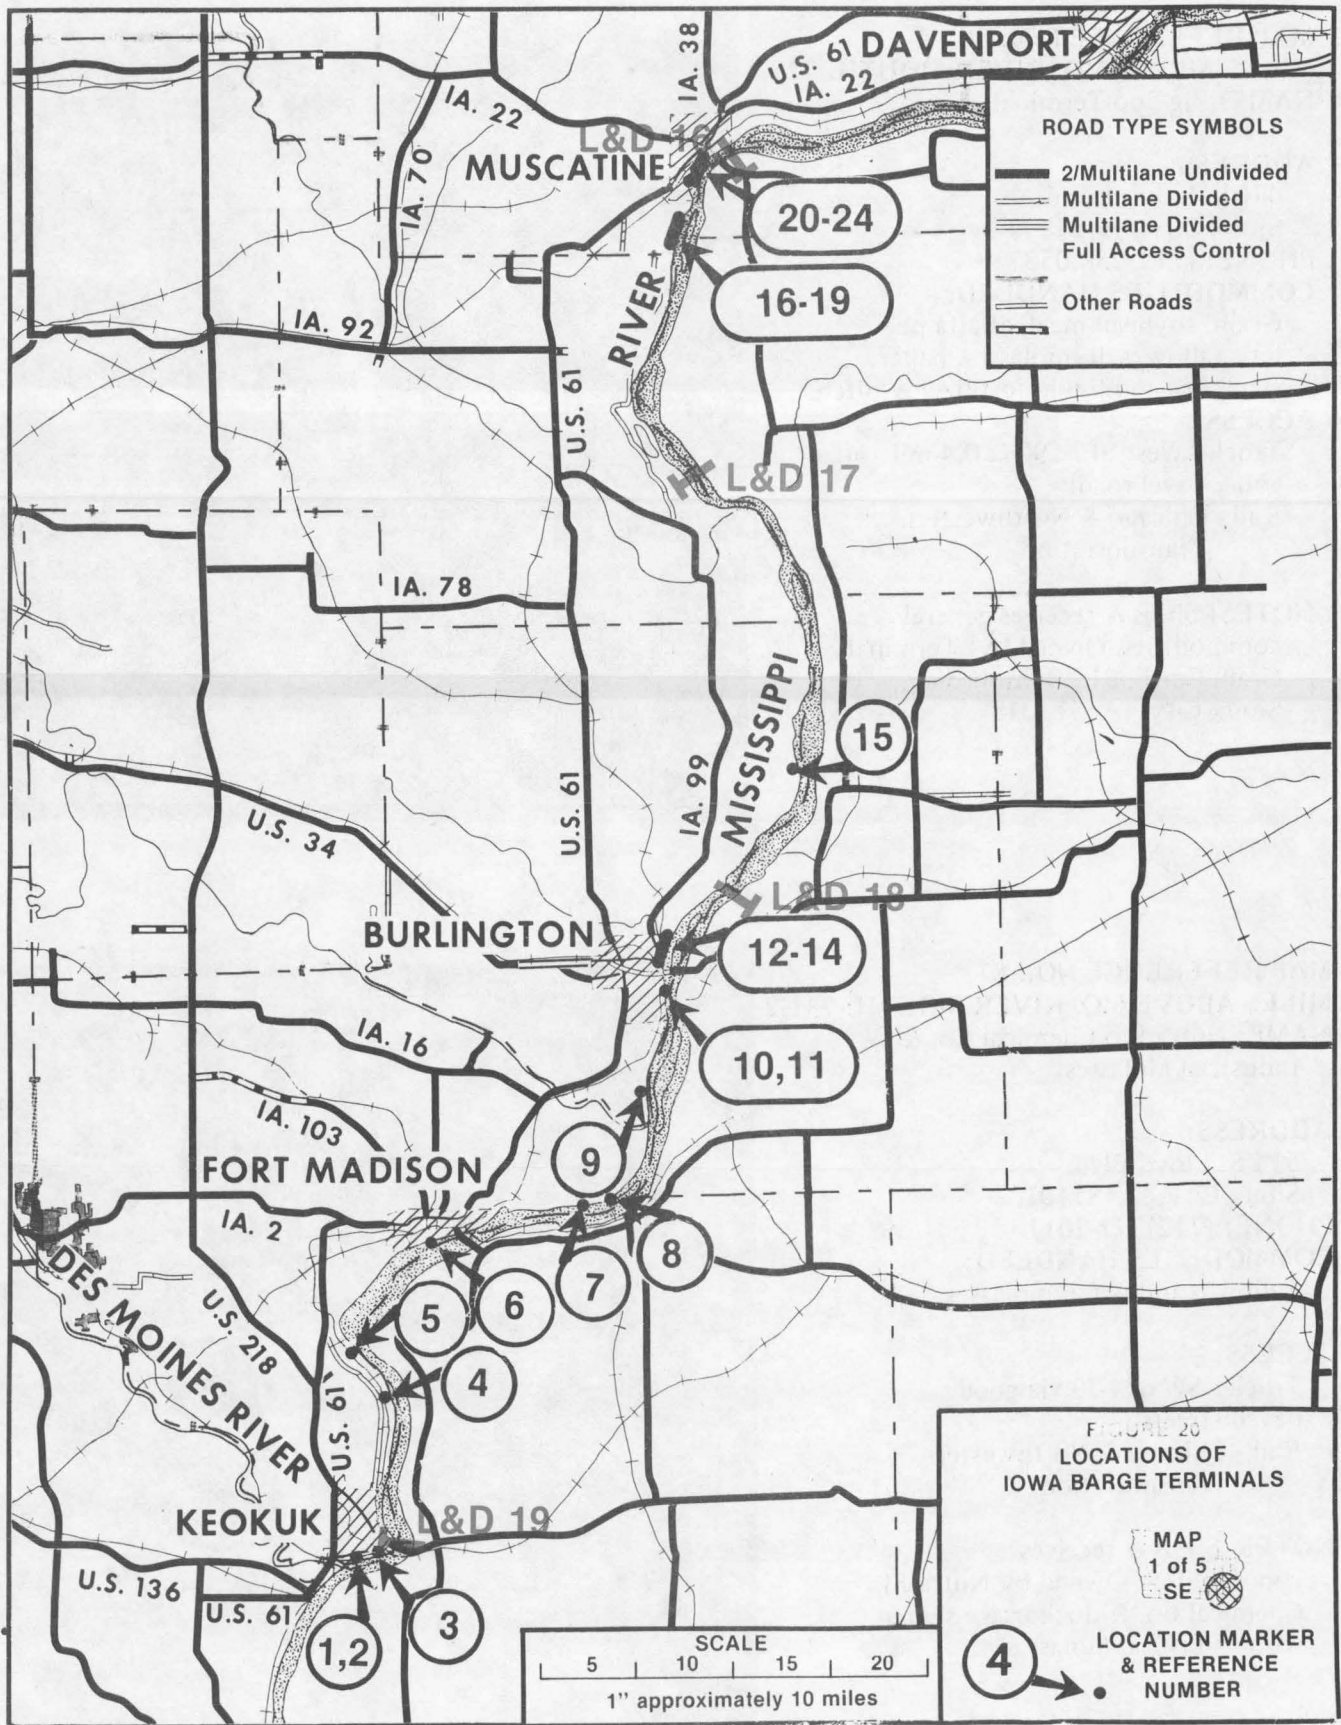 IA. 38
U.S. 61
IA. 22
DAVENPORT
ROAD TYPE SYMBOLS
2/Multilane Undivided
Multilane Divided
Multilane Divided
Full Access Control
Other Roads
IA. 22
L&D 16
MUSCATINE
IA. 70
20-24
16-19
RIVER
IA. 92
U.S. 61
L&D 17
IA. 78
MISSISSIPPI
15
IA. 99
U.S. 61
U.S. 34
L&D 18
BURLINGTON
12-14
IA. 16
10,11
IA. 103
9
FORT MADISON
IA. 2
8
7
6
5
DES MOINES RIVER
U.S. 218
4
U.S. 61
KEOKUK
L&D 19
U.S. 136
U.S. 61
3
1,2
SCALE
5 10 15 20
1" approximately 10 miles
FIGURE 20
LOCATIONS OF
IOWA BARGE TERMINALS
MAP
1 of 5
SE
4
LOCATION MARKER
& REFERENCE
NUMBER